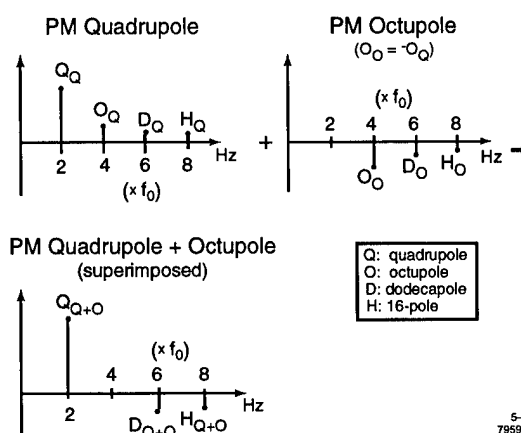 PM Quadrupole
Q_Q
O_Q
D_Q
H_Q
2 4 6 8
Hz
(x f₀)
+
PM Octupole
(O_O = ⁻O_Q)
(x f₀)
2 4 6 8
Hz
O_O
D_O
H_O
PM Quadrupole + Octupole
(superimposed)
Q_Q+O
(x f₀)
4 6 8
Hz
2
D_Q+O
H_Q+O
Q: quadrupole
O: octupole
D: dodecapole
H: 16-pole
5–
7959